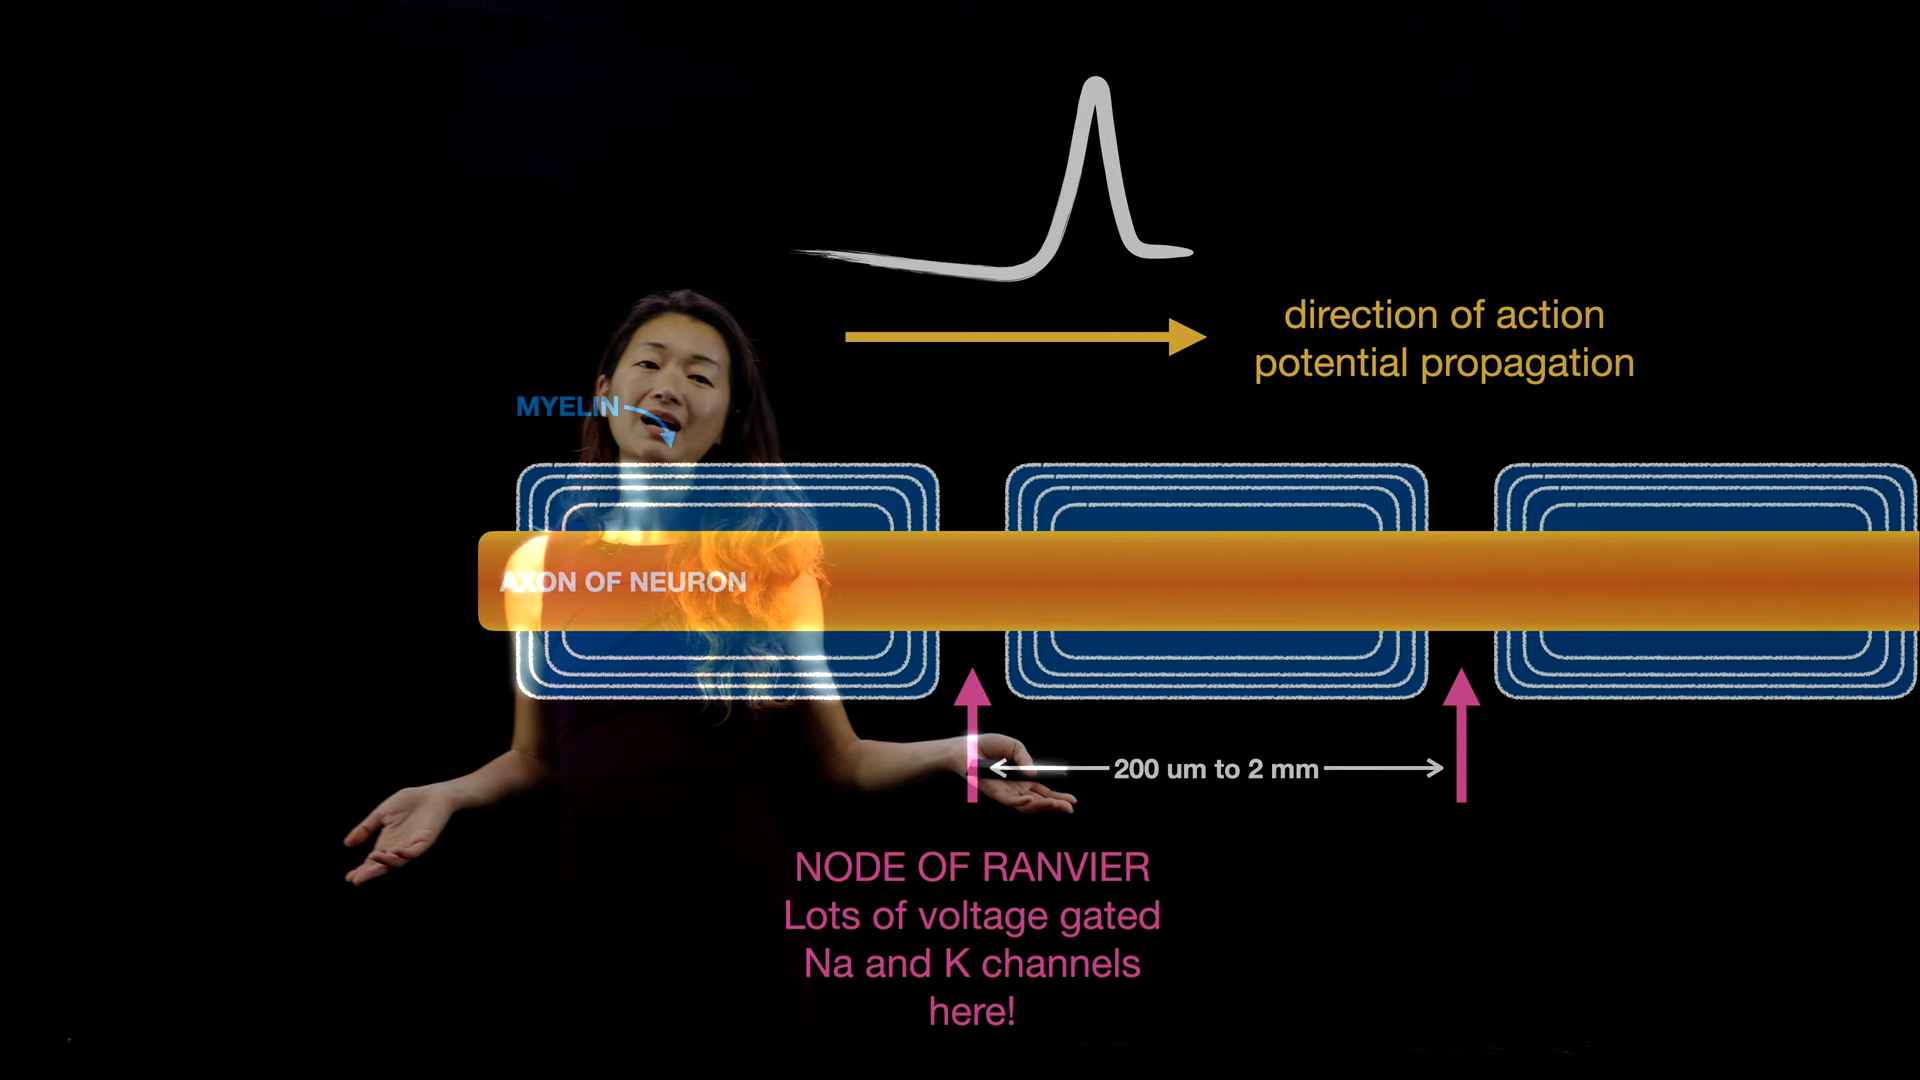 direction of action
potential propagation
MYELIN
AXON OF NEURON
200 um to 2 mm
NODE OF RANVIER
Lots of voltage gated
Na and K channels
here!